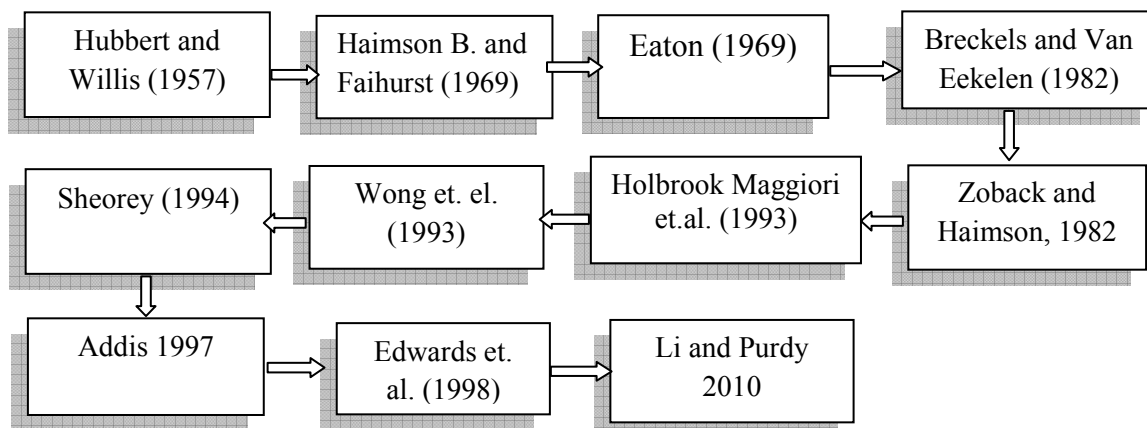 Hubbert and
Willis (1957)
Haimson B. and
Faihurst (1969)
Eaton (1969)
Breckels and Van
Eekelen (1982)
Zoback and
Haimson, 1982
Holbrook Maggiori
et.al. (1993)
Wong et. el.
(1993)
Sheorey (1994)
Addis 1997
Edwards et.
al. (1998)
Li and Purdy
2010